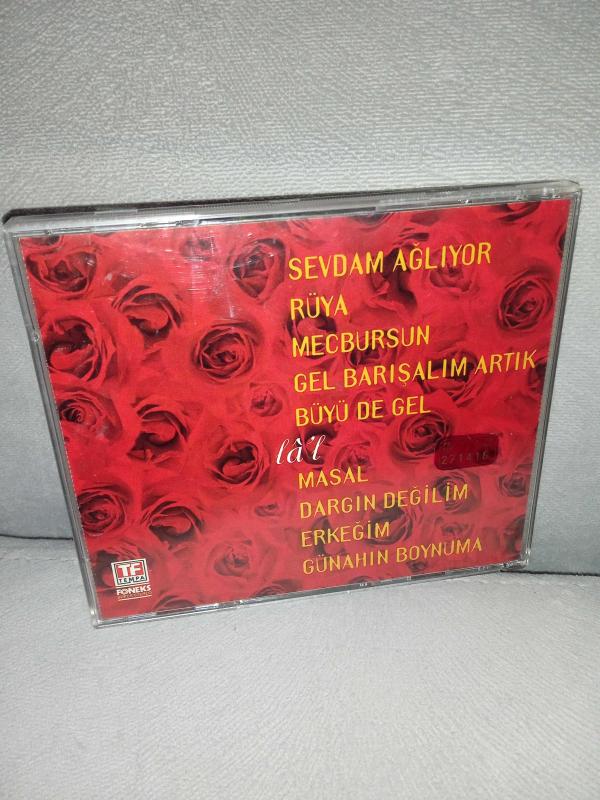 SEVDAM AĞLIYOR
RÜYA
MECBURSUN
GEL BARIŞALIM ARTIK
BÜYÜ DE GEL
lâ'l
MASAL
DARGIN DEĞİLİM
ERKEĞİM
GÜNAHIN BOYNUMA
TF
TEMPA
FONEKS